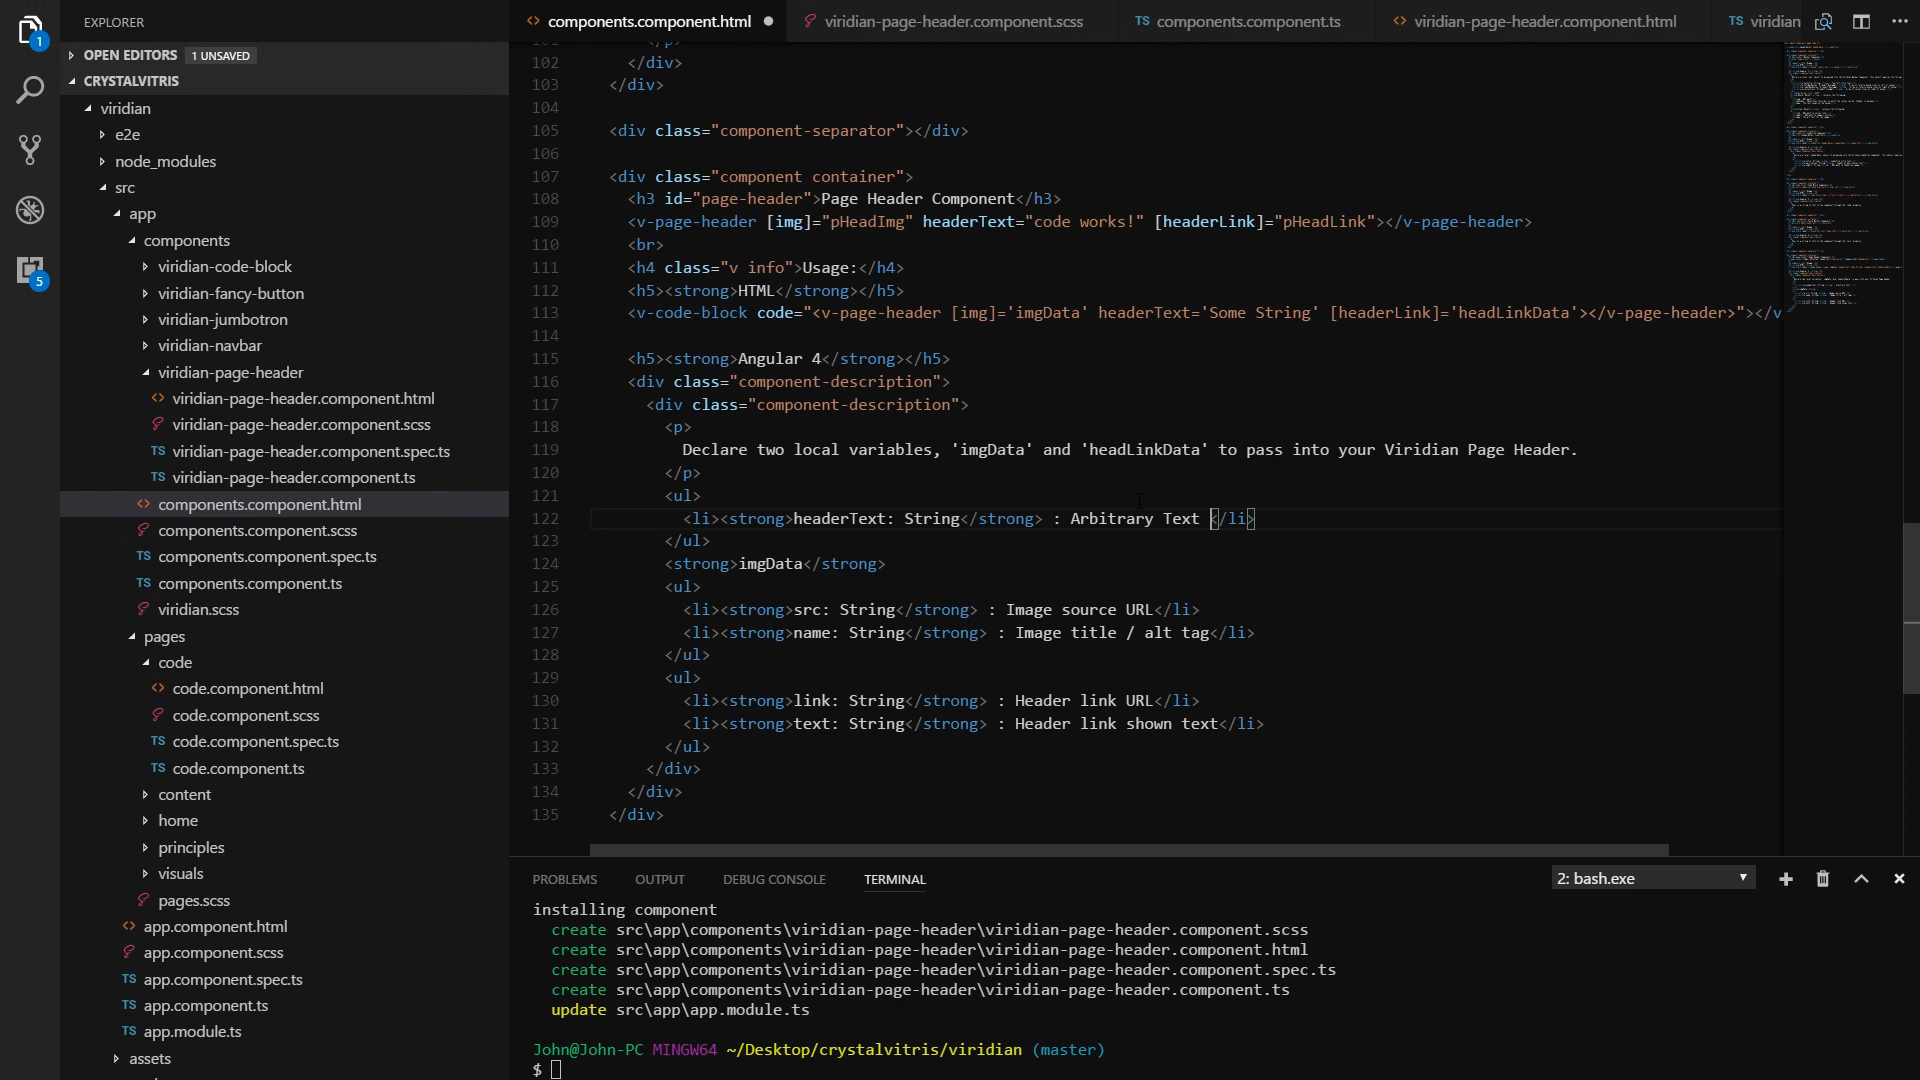 EXPLORER
OPEN EDITORS 1 UNSAVED
CRYSTALVITRIS
viridian
e2e
node_modules
src
app
components
viridian-code-block
viridian-fancy-button
viridian-jumbotron
viridian-navbar
viridian-page-header
viridian-page-header.component.html
viridian-page-header.component.scss
TS viridian-page-header.component.spec.ts
TS viridian-page-header.component.ts
components.component.html
components.component.scss
TS components.component.spec.ts
TS components.component.ts
viridian.scss
pages
code
code.component.html
code.component.scss
TS code.component.spec.ts
TS code.component.ts
content
home
principles
visuals
pages.scss
app.component.html
app.component.scss
TS app.component.spec.ts
TS app.component.ts
TS app.module.ts
assets
1
5
components.component.html viridian-page-header.component.scss TS components.component.ts viridian-page-header.component.html TS viridian
101 </p>
102 </div>
103 </div>
104
105 <div class="component-separator"></div>
106
107 <div class="component container">
108 <h3 id="page-header">Page Header Component</h3>
109 <v-page-header [img]="pHeadImg" headerText="code works!" [headerLink]="pHeadLink"></v-page-header>
110 <br>
111 <h4 class="v info">Usage:</h4>
112 <h5><strong>HTML</strong></h5>
113 <v-code-block code="<v-page-header [img]='imgData' headerText='Some String' [headerLink]='headLinkData'></v-page-header>"></v
114
115 <h5><strong>Angular 4</strong></h5>
116 <div class="component-description">
117 <div class="component-description">
118 <p>
119 Declare two local variables, 'imgData' and 'headLinkData' to pass into your Viridian Page Header.
120 </p>
121 <ul>
122 <li><strong>headerText: String</strong> : Arbitrary Text </li>
123 </ul>
124 <strong>imgData</strong>
125 <ul>
126 <li><strong>src: String</strong> : Image source URL</li>
127 <li><strong>name: String</strong> : Image title / alt tag</li>
128 </ul>
129 <ul>
130 <li><strong>link: String</strong> : Header link URL</li>
131 <li><strong>text: String</strong> : Header link shown text</li>
132 </ul>
133 </div>
134 </div>
135 </div>
PROBLEMS OUTPUT DEBUG CONSOLE TERMINAL 2: bash.exe
installing component
create src\app\components\viridian-page-header\viridian-page-header.component.scss
create src\app\components\viridian-page-header\viridian-page-header.component.html
create src\app\components\viridian-page-header\viridian-page-header.component.spec.ts
create src\app\components\viridian-page-header\viridian-page-header.component.ts
update src\app\app.module.ts
John@John-PC MINGW64 ~/Desktop/crystalvitris/viridian (master)
$